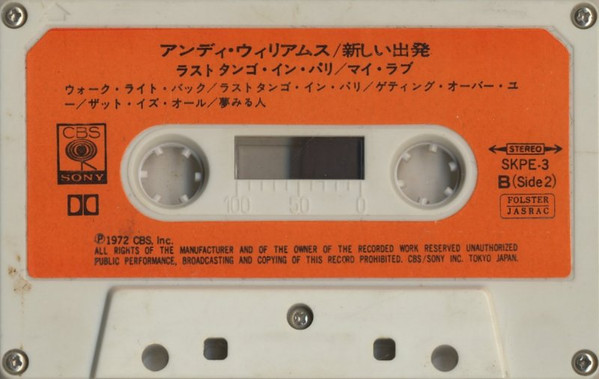 アンディ・ウィリアムス/新しい出発
ラスト タンゴ・イン・パリ/マイ・ラブ
ウォーク・ライト・バック/ラストタンゴ・イン・パリ/ゲティング・オーバー・ユ
ー/ザット・イズ・オール/夢みる人
CBS
SONY
STEREO
SKPE-3
B (Side 2)
FOLSTER
JASRAC
100 50 0
Ⓟ1972 CBS, Inc.
ALL RIGHTS OF THE MANUFACTURER AND OF THE OWNER OF THE RECORDED WORK RESERVED UNAUTHORIZED
PUBLIC PERFORMANCE, BROADCASTING AND COPYING OF THIS RECORD PROHIBITED. CBS/SONY INC. TOKYO JAPAN.